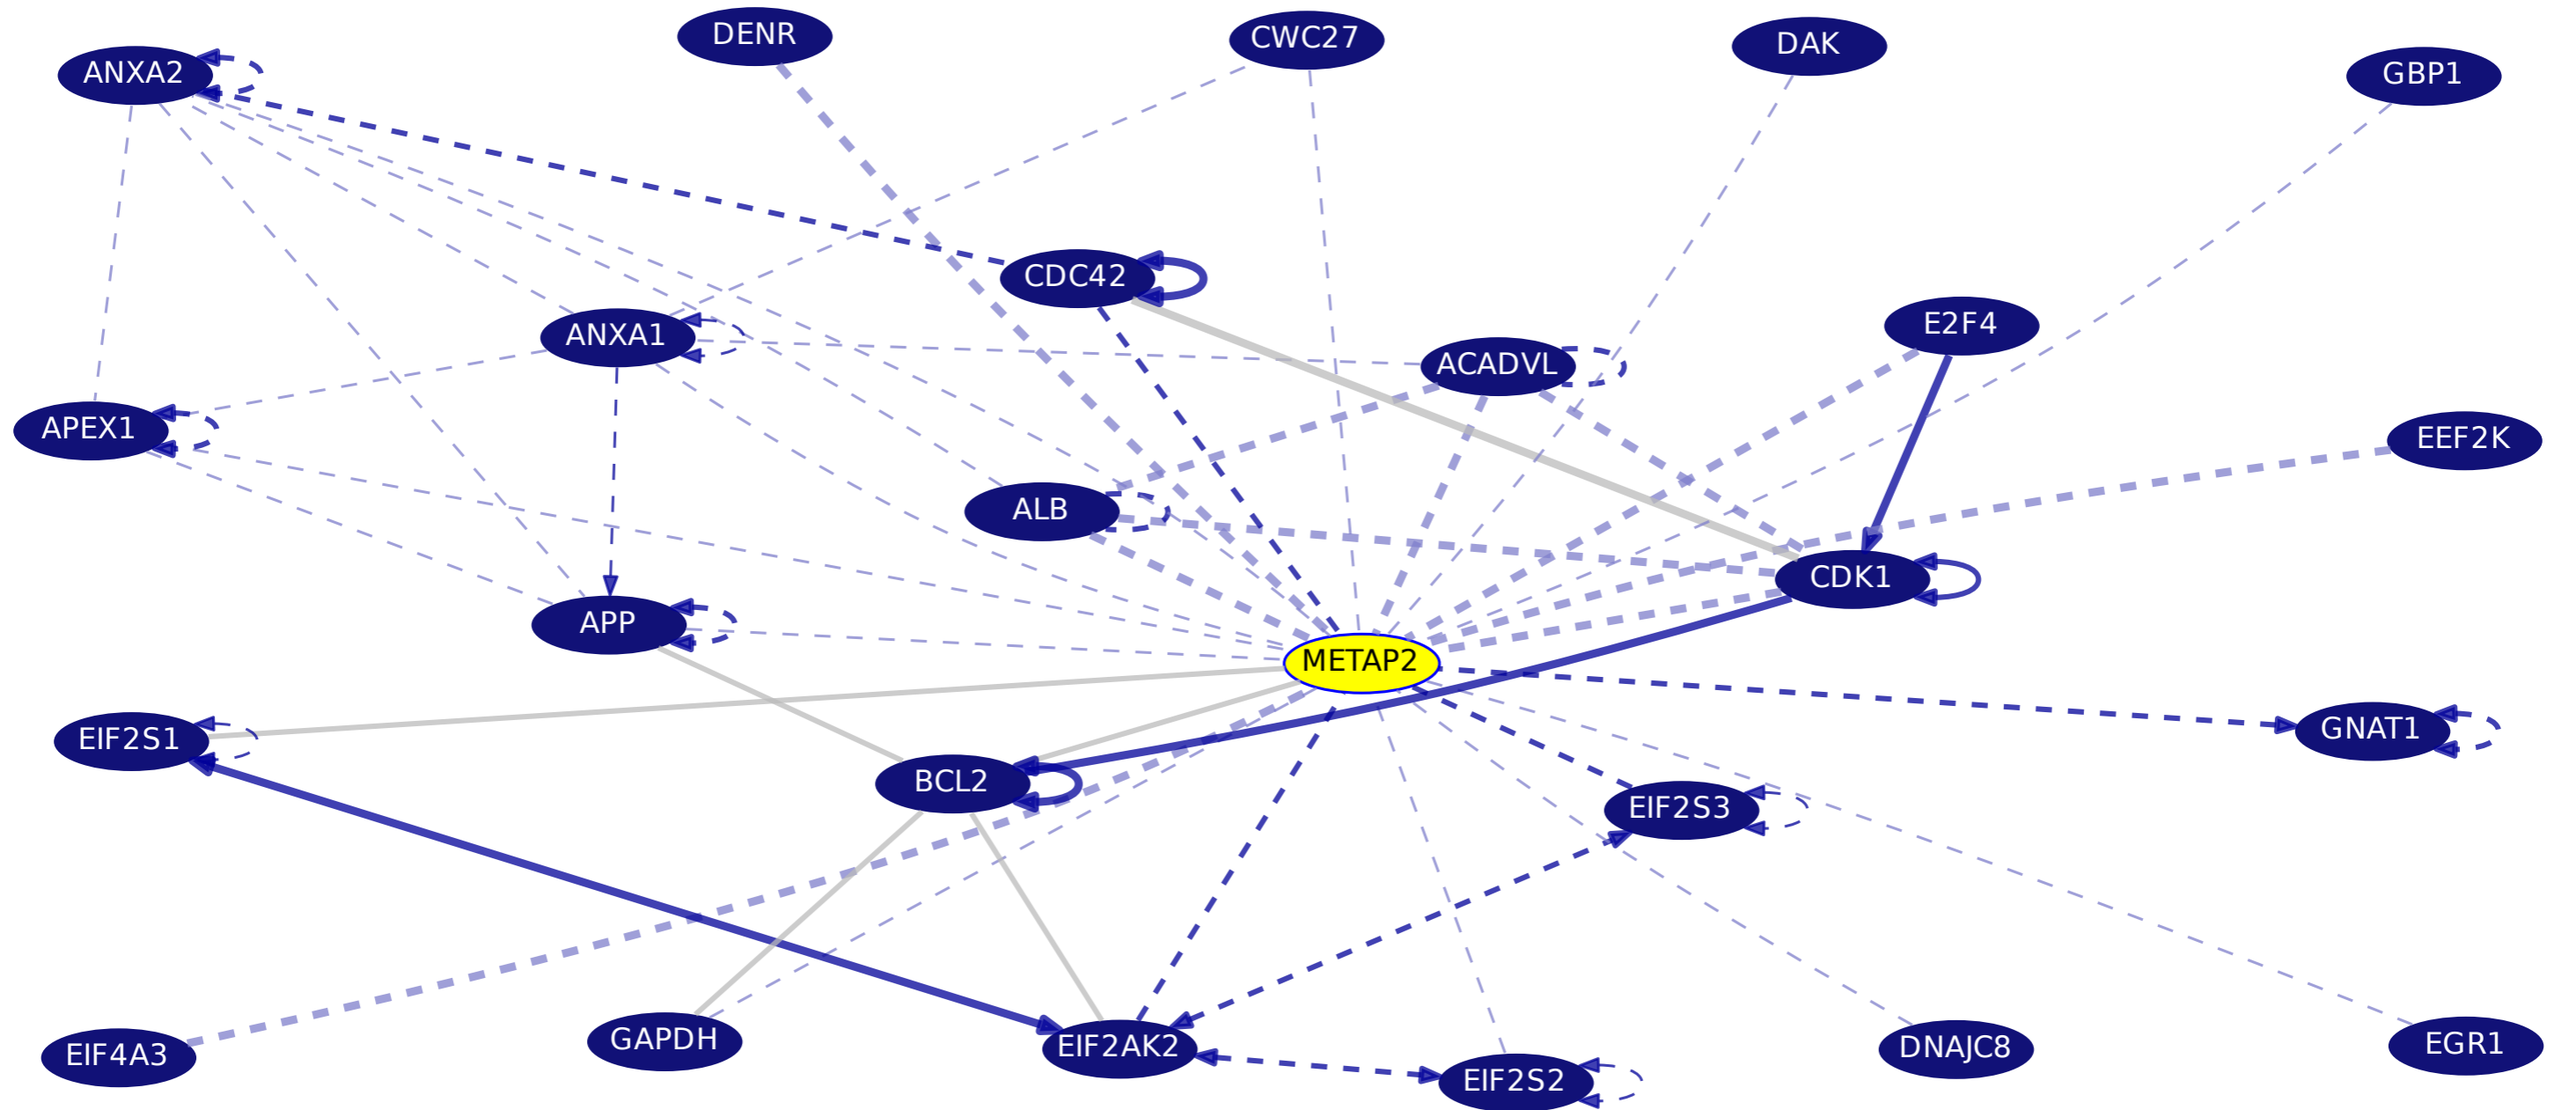 DENR
CWC27
DAK
ANXA2
GBP1
CDC42
E2F4
ANXA1
ACADVL
APEX1
EEF2K
ALB
CDK1
APP
METAP2
EIF2S1
GNAT1
BCL2
EIF2S3
EIF4A3
GAPDH
EIF2AK2
DNAJC8
EGR1
EIF2S2